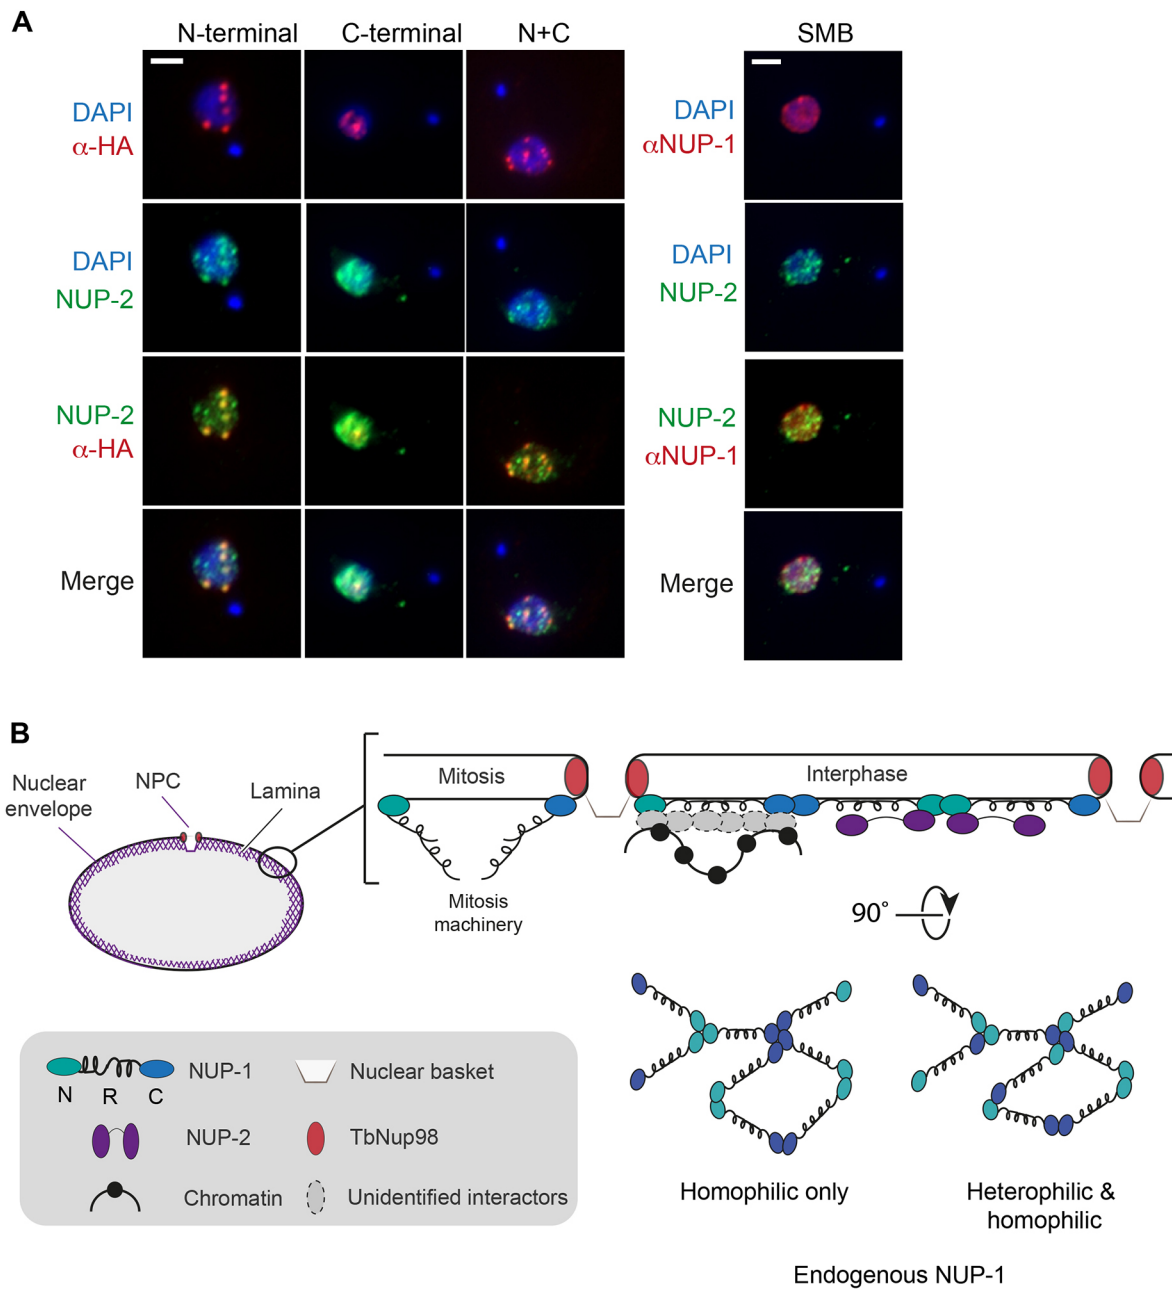 A
N-terminal
C-terminal
N+C
SMB
DAPI
α-HA
DAPI
αNUP-1
DAPI
NUP-2
DAPI
NUP-2
NUP-2
α-HA
NUP-2
αNUP-1
Merge
Merge
B
Nuclear
envelope
NPC
Lamina
Mitosis
Interphase
Mitosis
machinery
90°
N R C
NUP-1
Nuclear basket
NUP-2
TbNup98
Chromatin
Unidentified interactors
Homophilic only
Heterophilic &
homophilic
Endogenous NUP-1